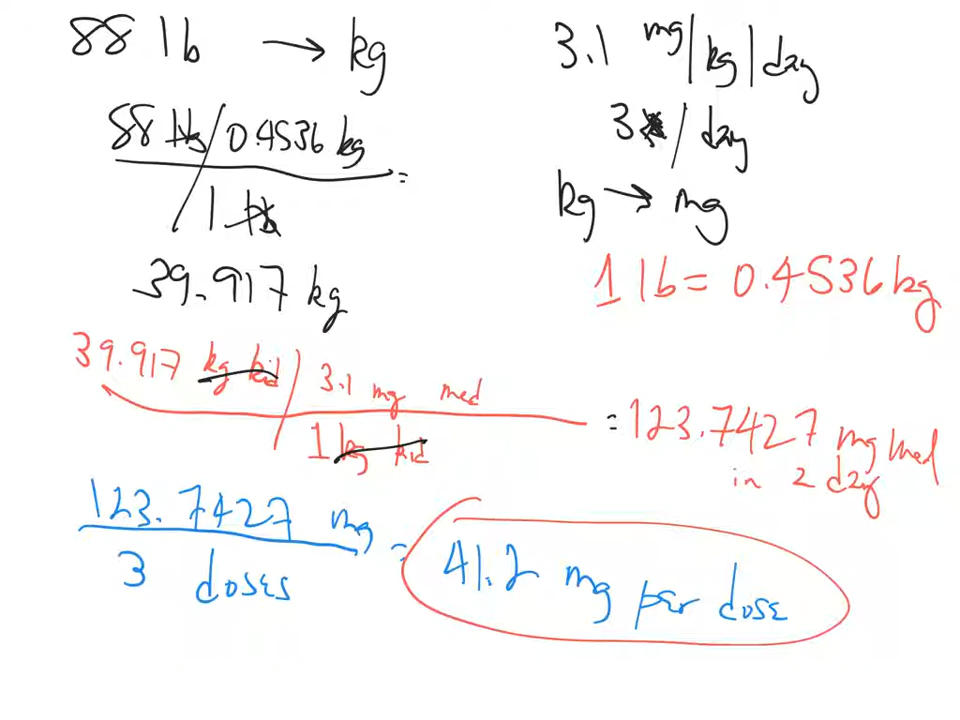 88 lb → kg
88 lb / 0.4536 kg
1 lb =
39.917 kg
3.1 mg/kg/day
3 / day
kg → mg
1 lb = 0.4536 kg
39.917 kg kid / 3.1 mg med
1 kg kid
= 123.7427 mg med
in 2 day
123.7427 mg
3 doses
= 41.2 mg per dose